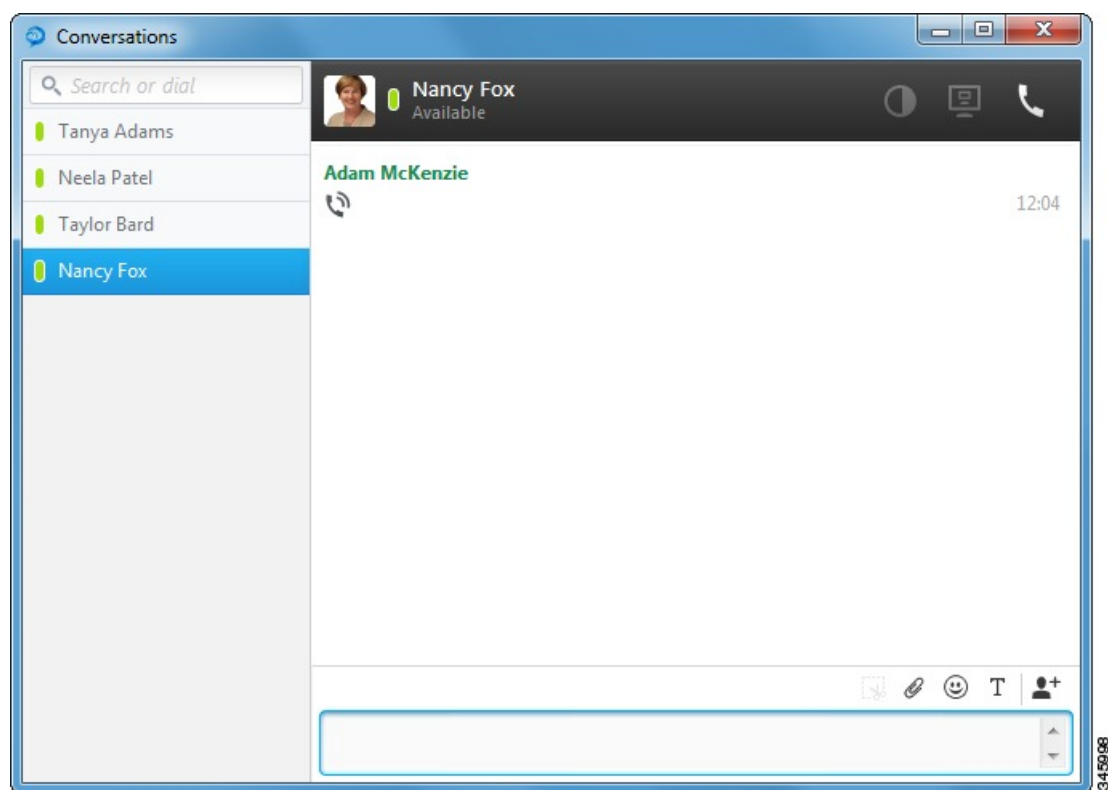 Conversations
Search or dial
Tanya Adams
Neela Patel
Taylor Bard
Nancy Fox
Nancy Fox
Available
Adam McKenzie
12:04
T
345998